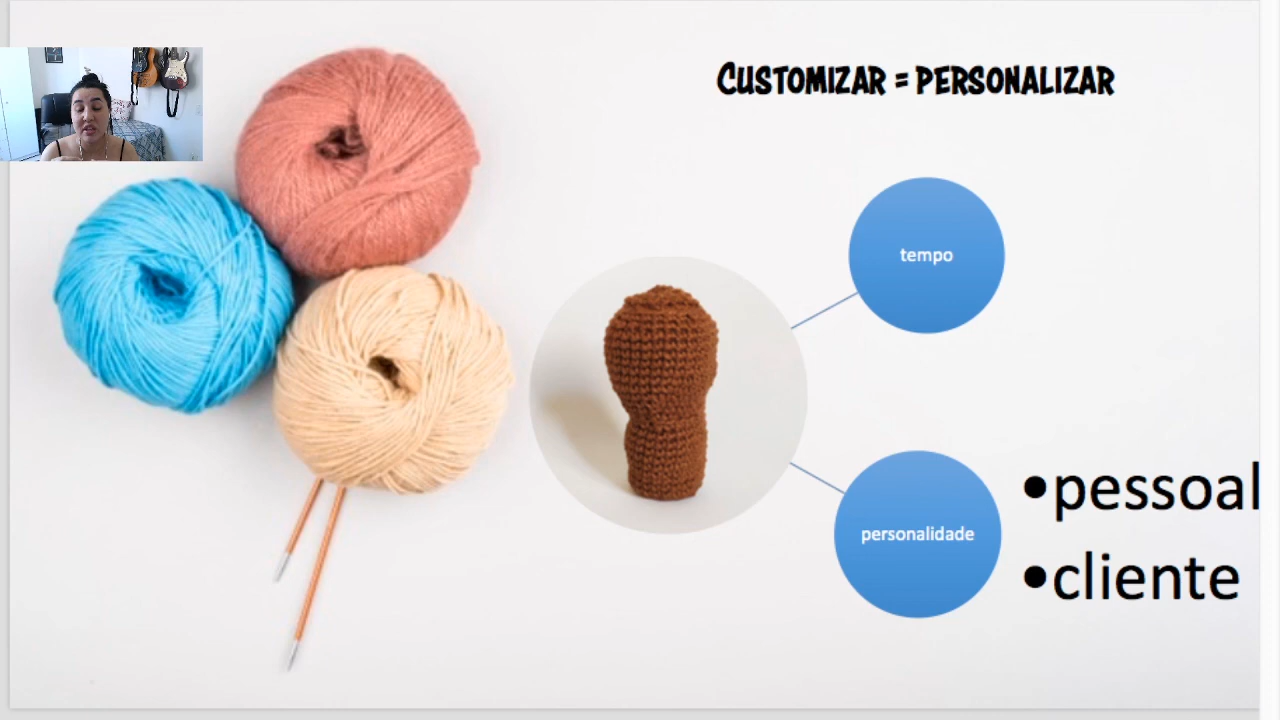 CUSTOMIZAR = PERSONALIZAR
tempo
personalidade
•pessoal
•cliente